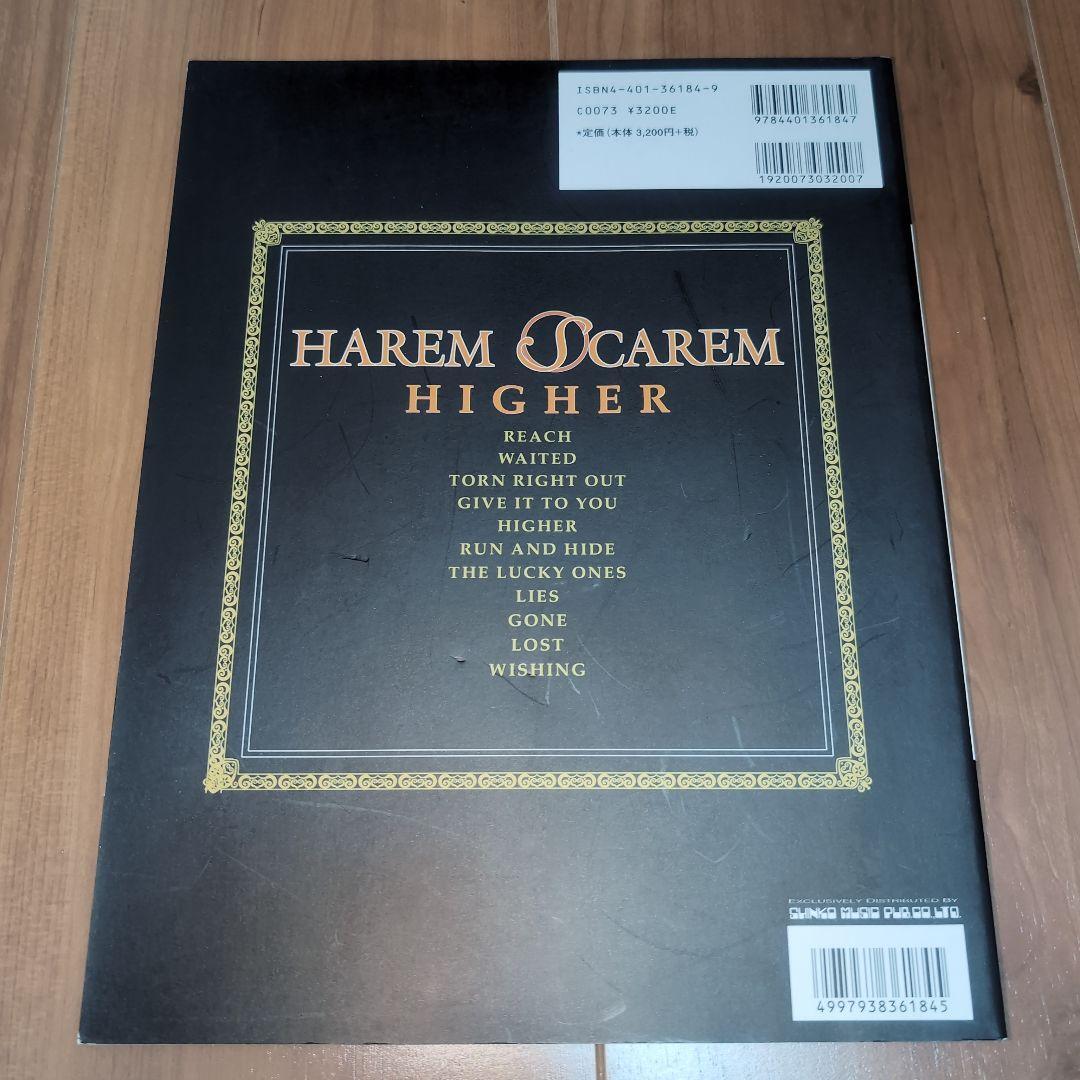 ISBN4-401-36184-9
C0073 ¥3200E
*定価(本体 3,200円+税)
9784401361847
1920073032007
HAREM SCAREM
HIGHER
REACH
WAITED
TORN RIGHT OUT
GIVE IT TO YOU
HIGHER
RUN AND HIDE
THE LUCKY ONES
LIES
GONE
LOST
WISHING
EXCLUSIVELY DISTRIBUTED BY
SHINKO MUSIC PUB.CO.,LTD.
4997938361845